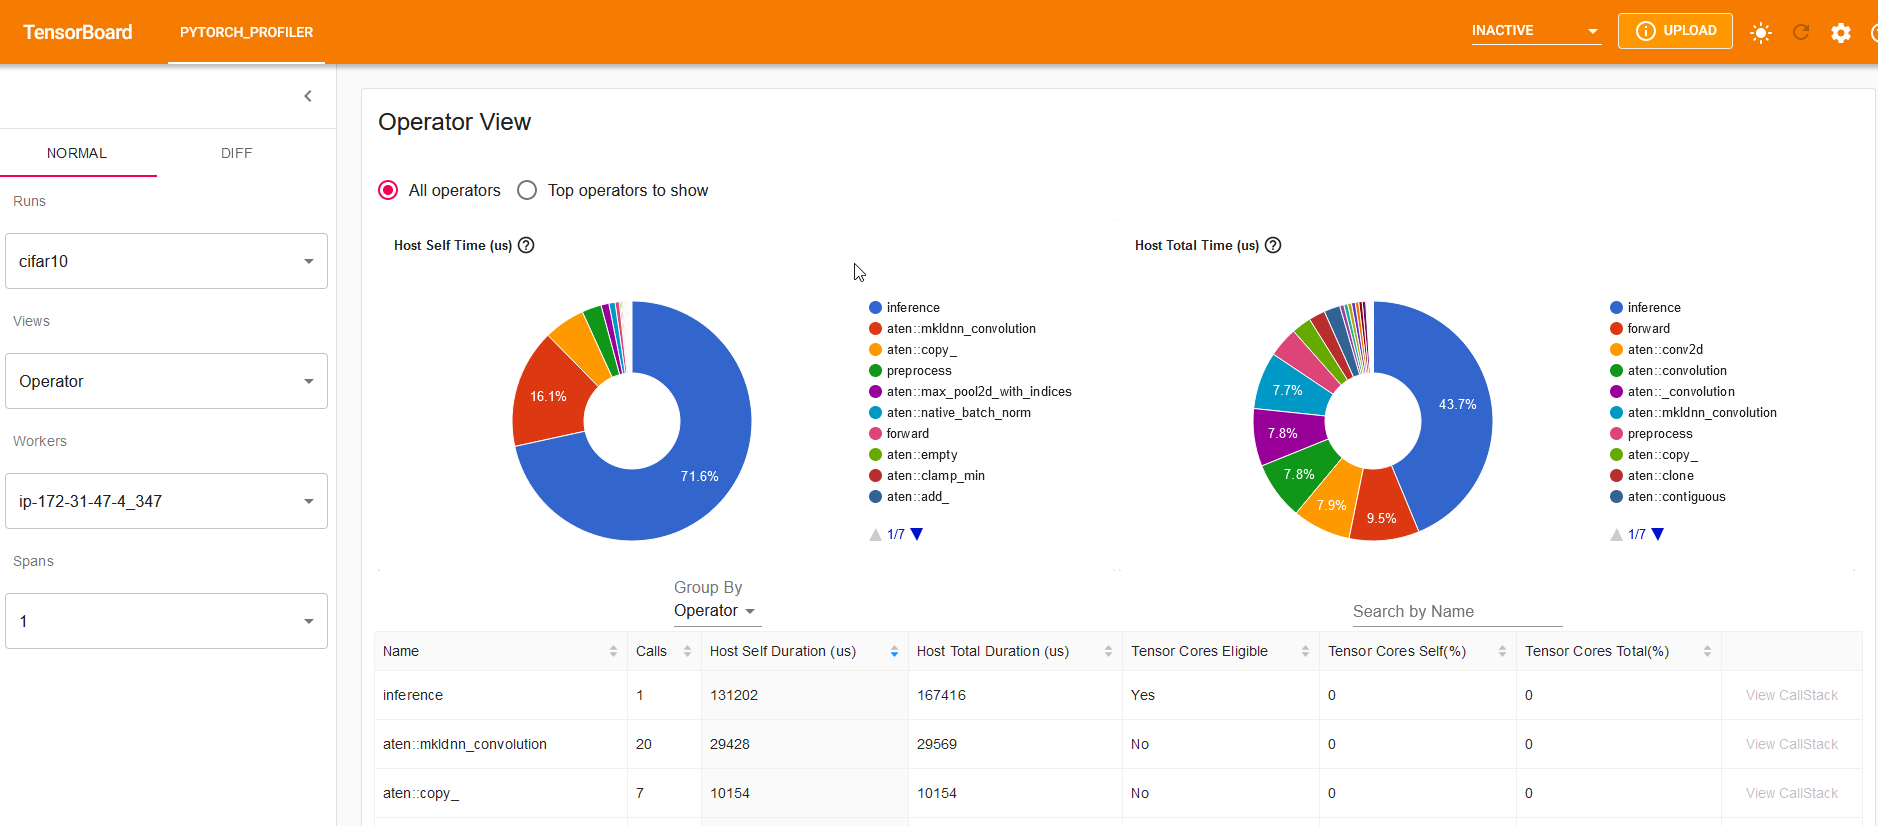 TensorBoard
PYTORCH_PROFILER
INACTIVE
UPLOAD
NORMAL
DIFF
Runs
cifar10
Views
Operator
Workers
ip-172-31-47-4_347
Spans
1
Operator View
All operators
Top operators to show
Host Self Time (us)
71.6%
16.1%
inference
aten::mkldnn_convolution
aten::copy_
preprocess
aten::max_pool2d_with_indices
aten::native_batch_norm
forward
aten::empty
aten::clamp_min
aten::add_
1/7
Host Total Time (us)
43.7%
9.5%
7.9%
7.8%
7.8%
7.7%
inference
forward
aten::conv2d
aten::convolution
aten::_convolution
aten::mkldnn_convolution
preprocess
aten::copy_
aten::clone
aten::contiguous
1/7
Group By
Operator
Search by Name
Name Calls Host Self Duration (us) Host Total Duration (us) Tensor Cores Eligible Tensor Cores Self(%) Tensor Cores Total(%)
inference 1 131202 167416 Yes 0 0 View CallStack
aten::mkldnn_convolution 20 29428 29569 No 0 0 View CallStack
aten::copy_ 7 10154 10154 No 0 0 View CallStack